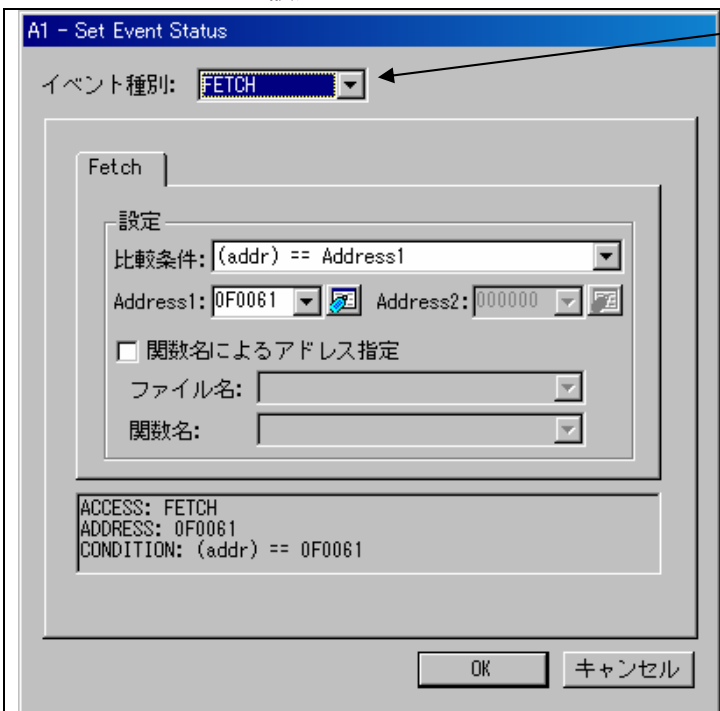 A1 - Set Event Status
イベント種別: FETCH
Fetch
設定
比較条件: (addr) == Address1
Address1: 0F0061 Address2: 000000
関数名によるアドレス指定
ファイル名:
関数名:
ACCESS: FETCH
ADDRESS: 0F0061
CONDITION: (addr) == 0F0061
OK キャンセル